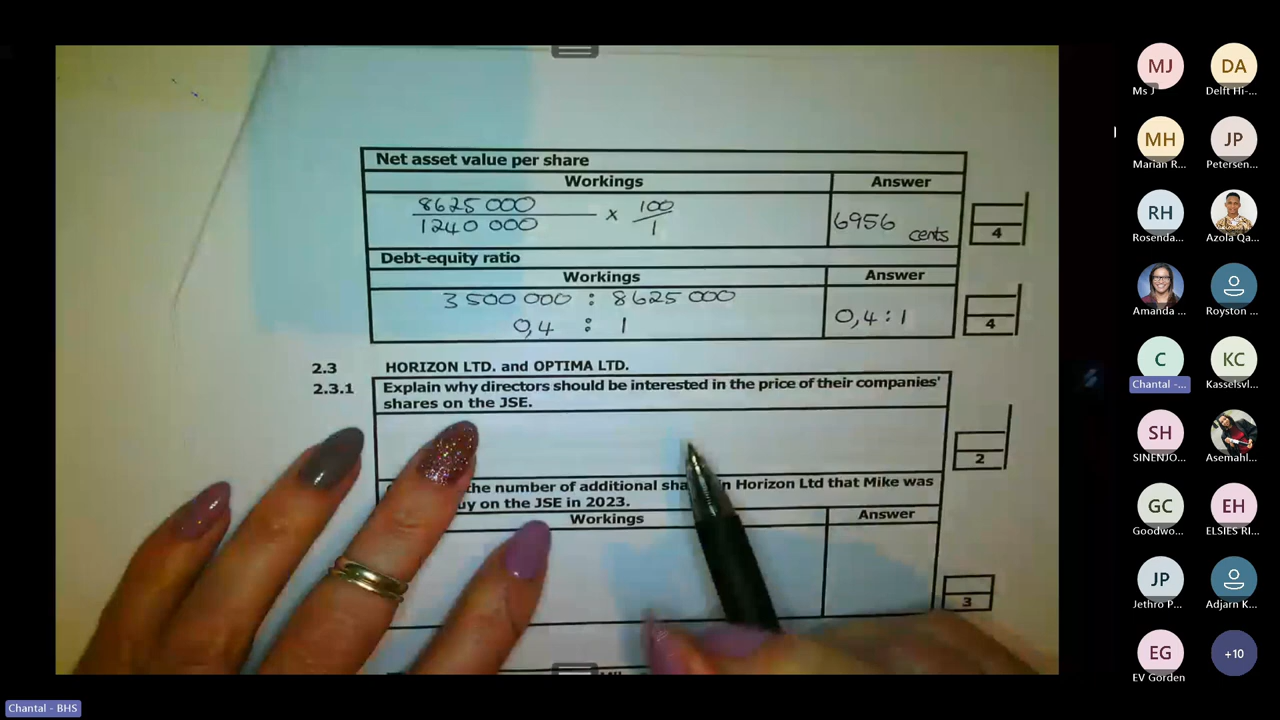 Net asset value per share
Workings
Answer
8625 000
1240 000
x
100
1
6956 cents
4
Debt-equity ratio
Workings
Answer
3 500 000 : 8625 000
0,4 : 1
0,4 : 1
4
2.3 HORIZON LTD. and OPTIMA LTD.
2.3.1 Explain why directors should be interested in the price of their companies'
shares on the JSE.
2
the number of additional in Horizon Ltd that Mike was
on the JSE in 2023.
Workings
Answer
3
MJ
Ms J
DA
Delft Hi-...
MH
Marian R...
JP
Petersen...
RH
Rosenda...
Azola Qa...
Amanda ...
Royston ...
C
Chantal -...
KC
Kasselsvl...
SH
SINENJO...
Asemahl...
GC
Goodwo...
EH
ELSIES RI...
JP
Jethro P...
Adjarn K...
EG
EV Gorden
+10
Chantal - BHS